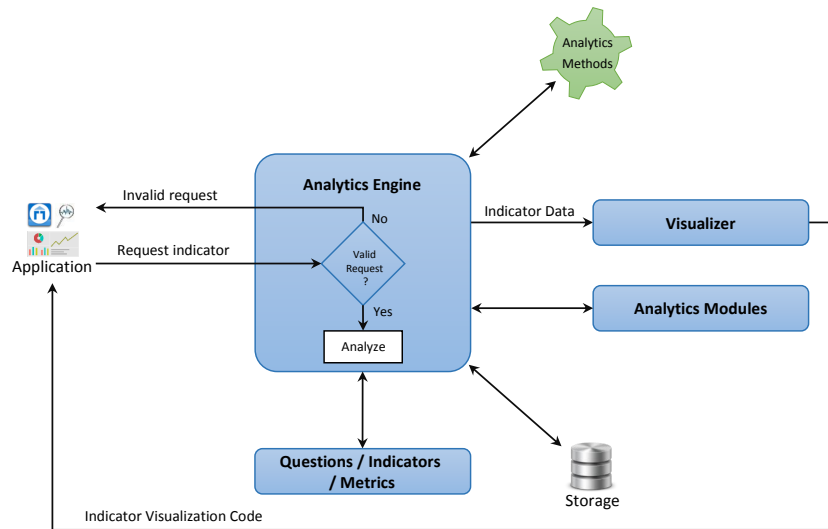 Analytics
Methods
Analytics Engine
Invalid request
No
Indicator Data
Visualizer
Request indicator
Valid
Request
?
Application
Analytics Modules
Yes
Analyze
Questions / Indicators
/ Metrics
Storage
Indicator Visualization Code